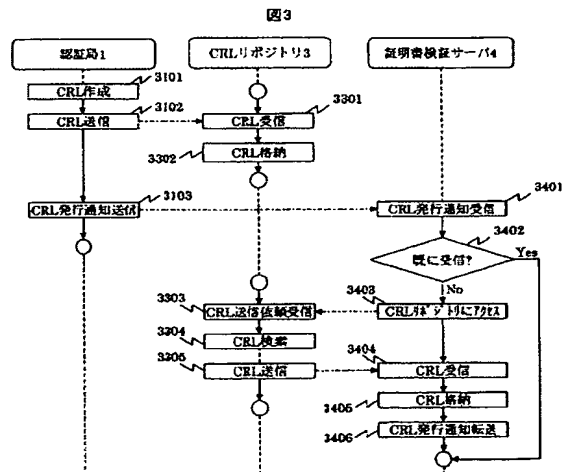 図3
認証局1
CRLリポジトリ3
証明書検証サーバ4
3101
CRL作成
3102
CRL送信
3301
CRL受信
3302
CRL格納
3103
CRL発行通知送信
3401
CRL発行通知受信
3402
既に受信?
Yes
No
3303
CRL送信依頼受信
3403
CRLリポジトリにアクセス
3304
CRL検索
3305
CRL送信
3404
CRL受信
3405
CRL格納
3406
CRL発行通知転送